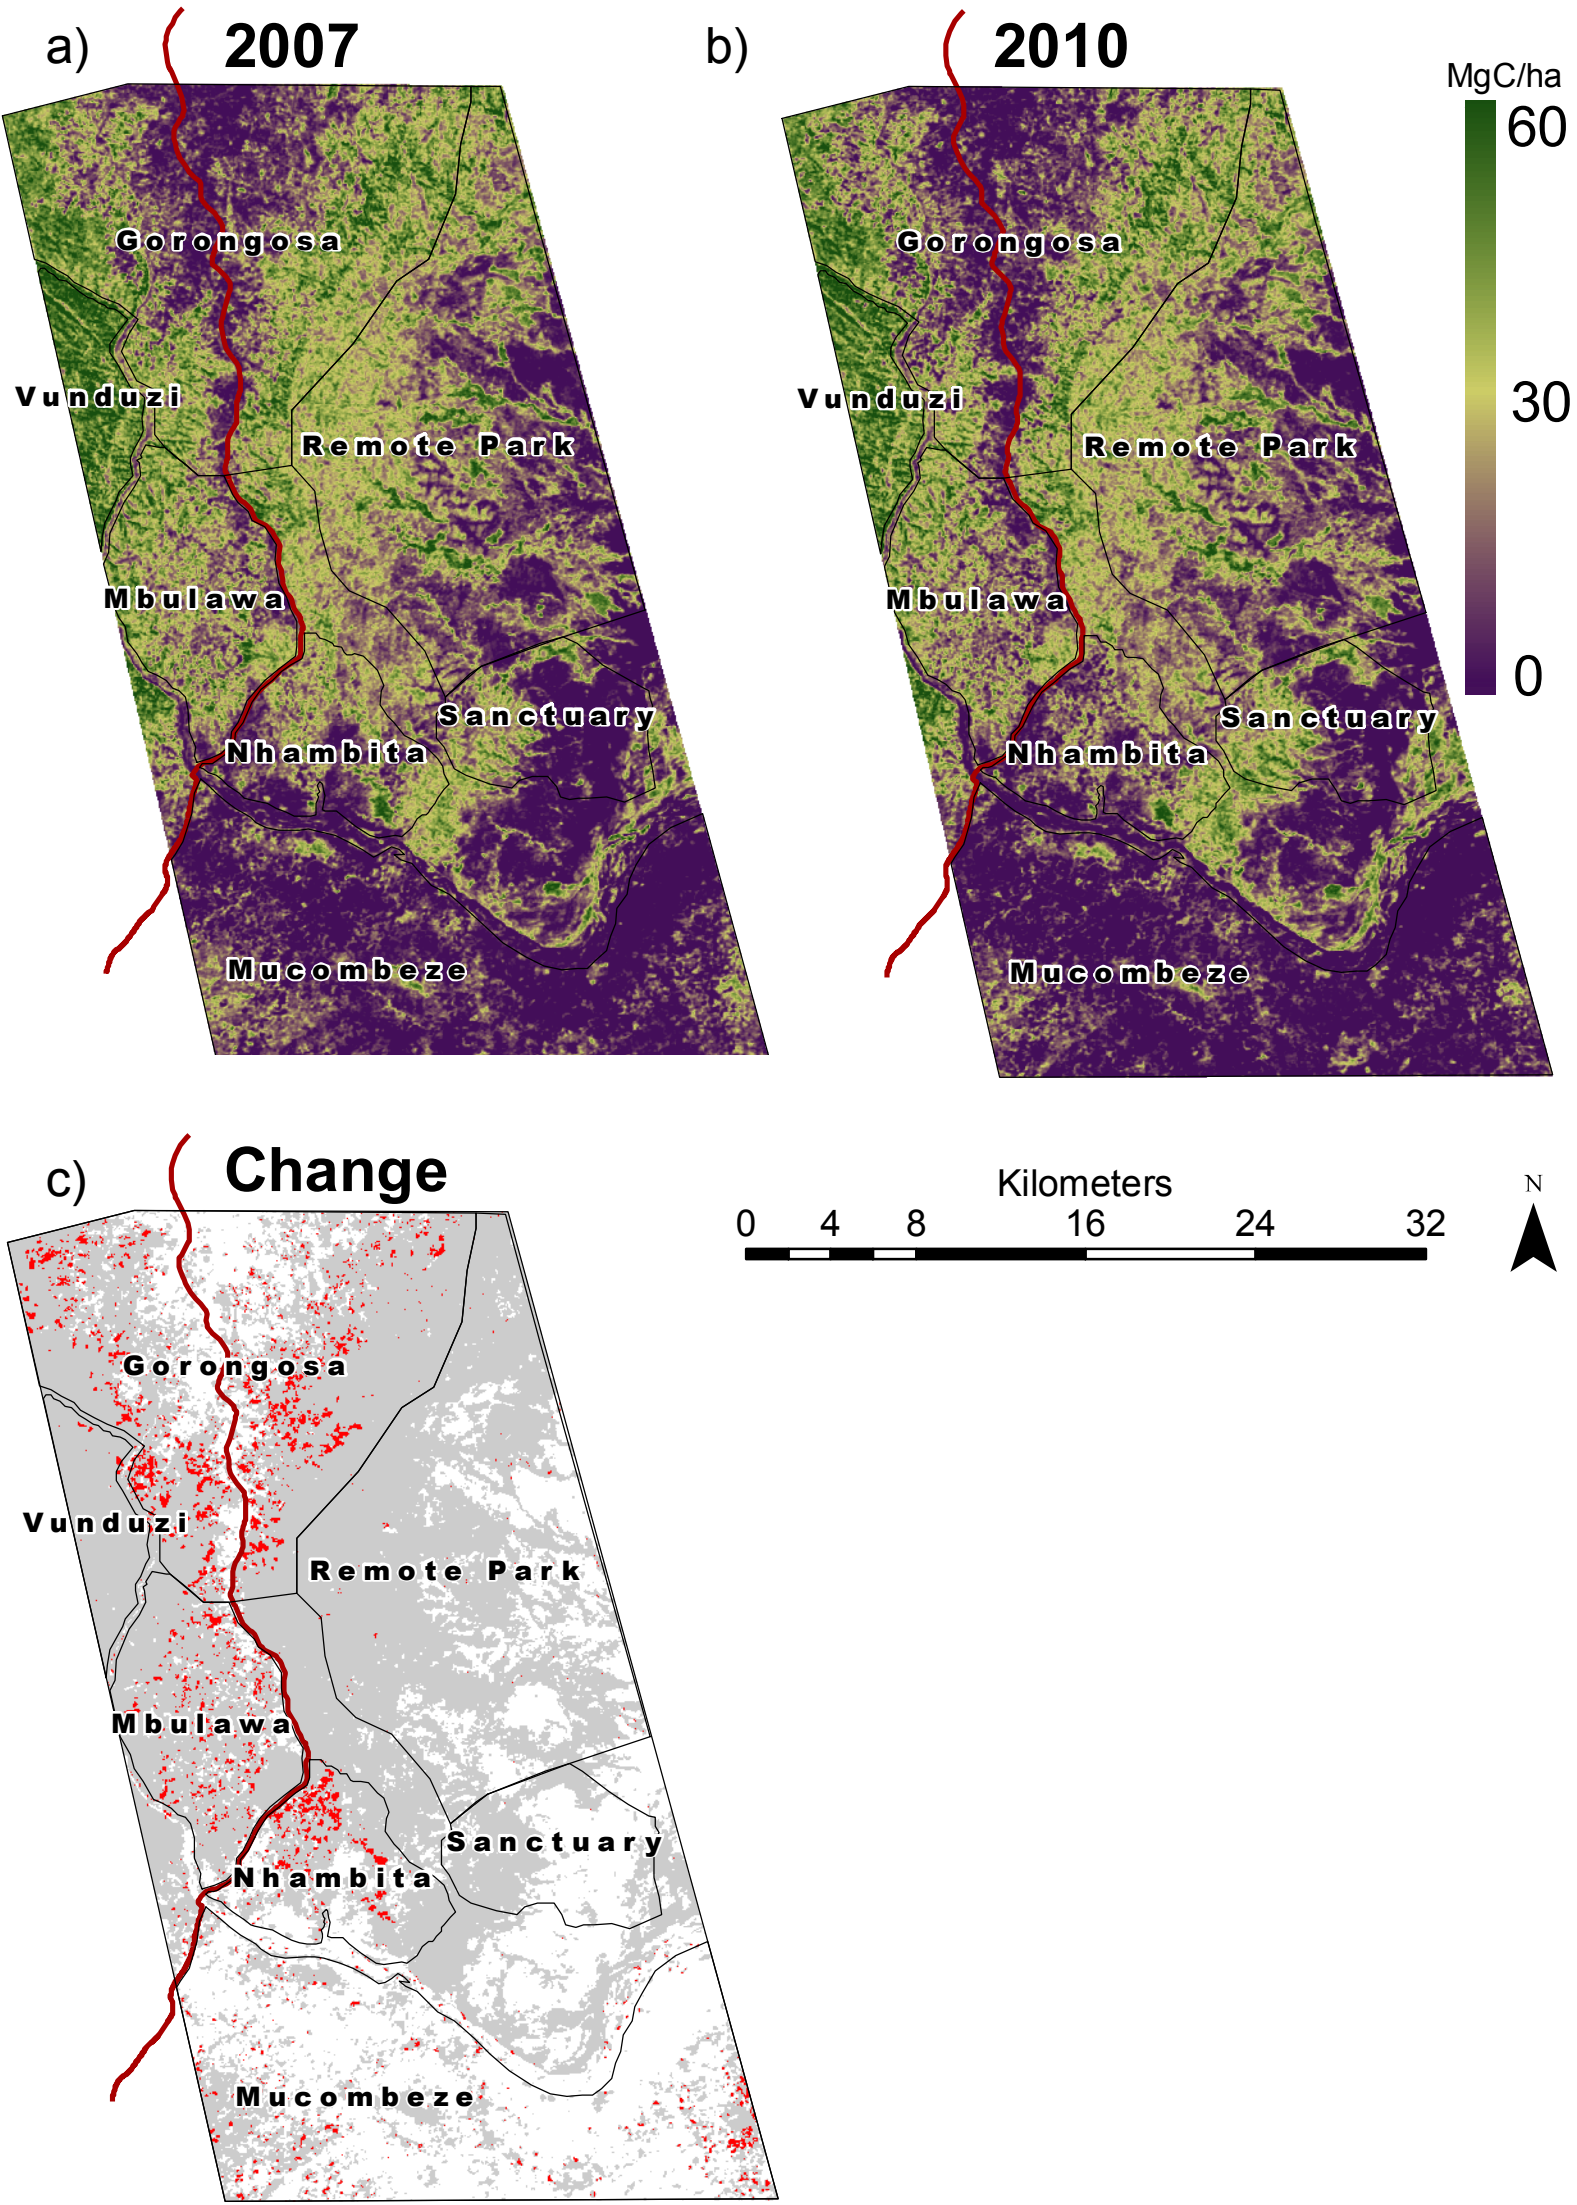 a) 2007
b) 2010
MgC/ha
60
30
0
Gorongosa
Vunduzi
Remote Park
Mbulawa
Sanctuary
Nhambita
Mucombeze
Gorongosa
Vunduzi
Remote Park
Mbulawa
Sanctuary
Nhambita
Mucombeze
c) Change
Kilometers
0 4 8 16 24 32
N
Gorongosa
Vunduzi
Remote Park
Mbulawa
Sanctuary
Nhambita
Mucombeze